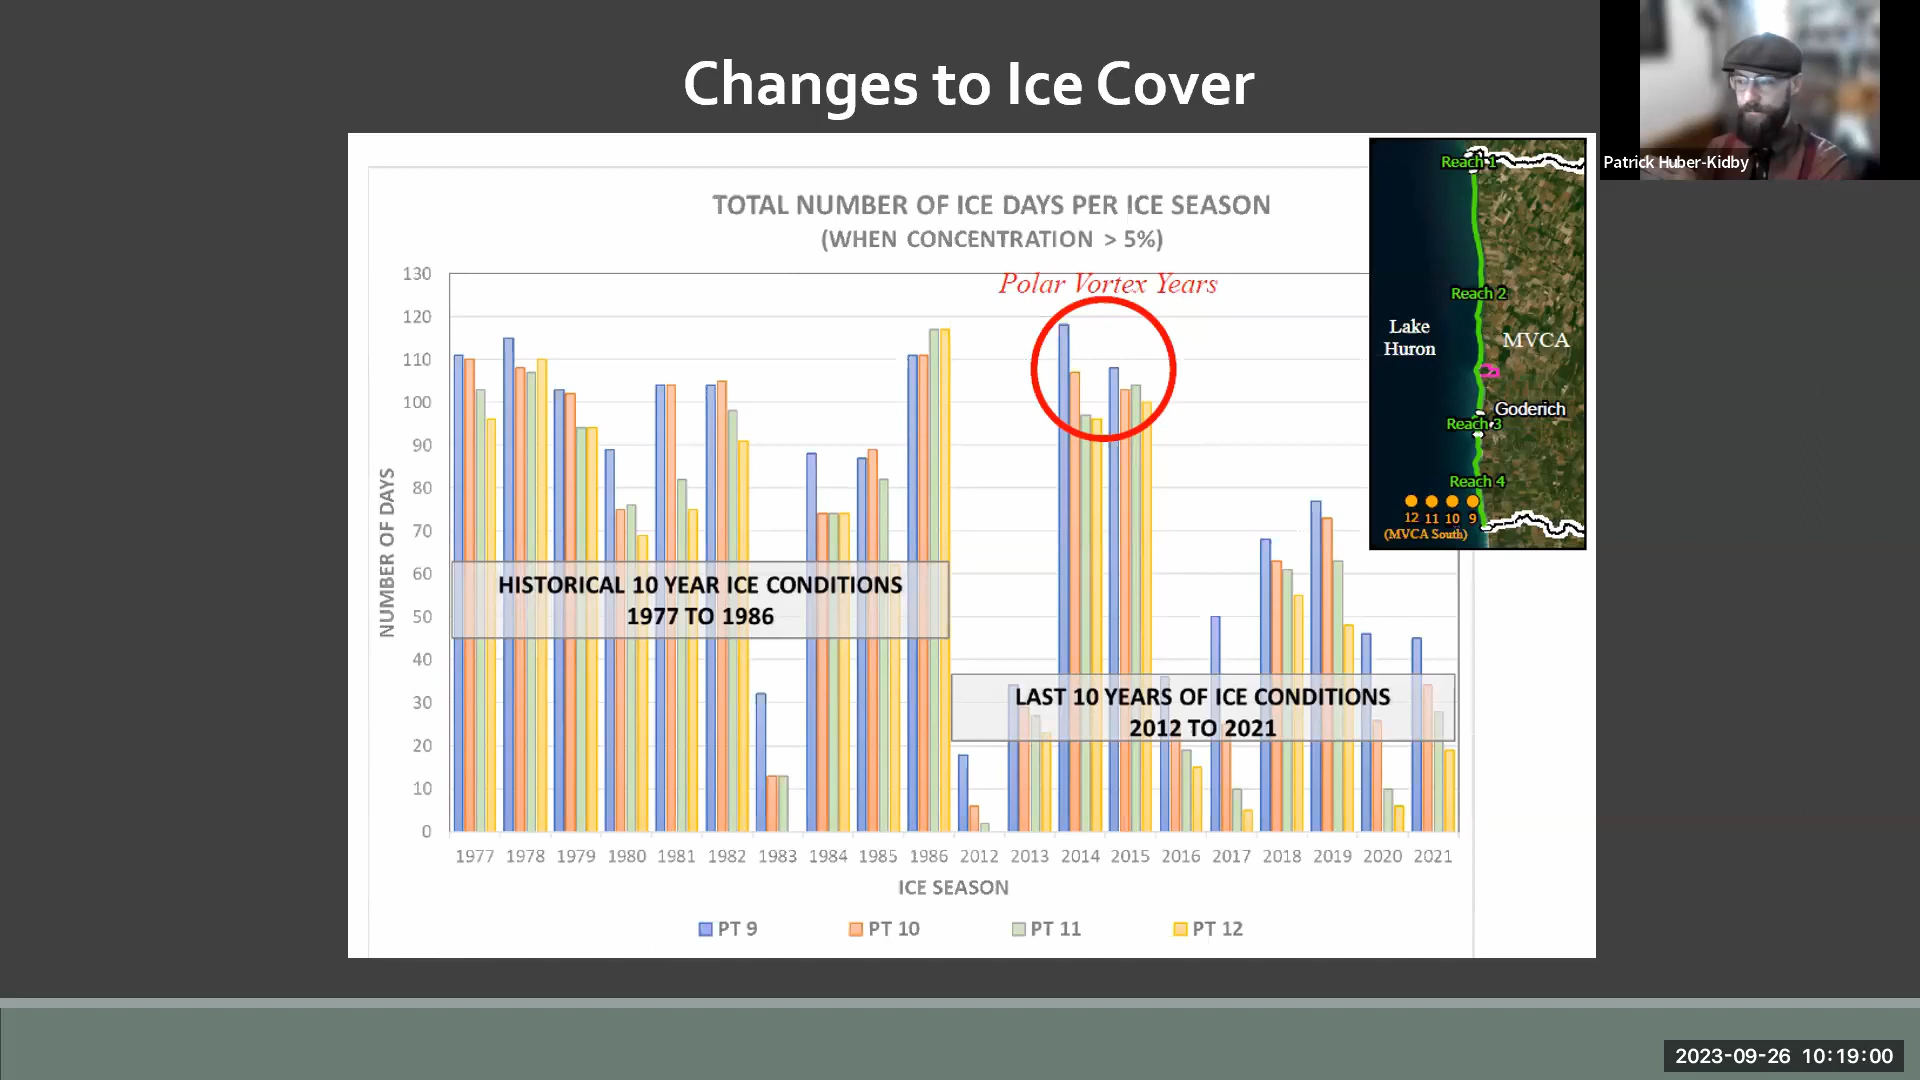 Changes to Ice Cover
Patrick Huber-Kidby
TOTAL NUMBER OF ICE DAYS PER ICE SEASON
(WHEN CONCENTRATION > 5%)
Polar Vortex Years
NUMBER OF DAYS
130
120
110
100
90
80
70
60
50
40
30
20
10
0
HISTORICAL 10 YEAR ICE CONDITIONS
1977 TO 1986
LAST 10 YEARS OF ICE CONDITIONS
2012 TO 2021
1977 1978 1979 1980 1981 1982 1983 1984 1985 1986 2012 2013 2014 2015 2016 2017 2018 2019 2020 2021
ICE SEASON
PT 9 PT 10 PT 11 PT 12
Reach 1
Reach 2
Lake
Huron
MVCA
Goderich
Reach 3
Reach 4
12 11 10 9
(MVCA South)
2023-09-26 10:19:00